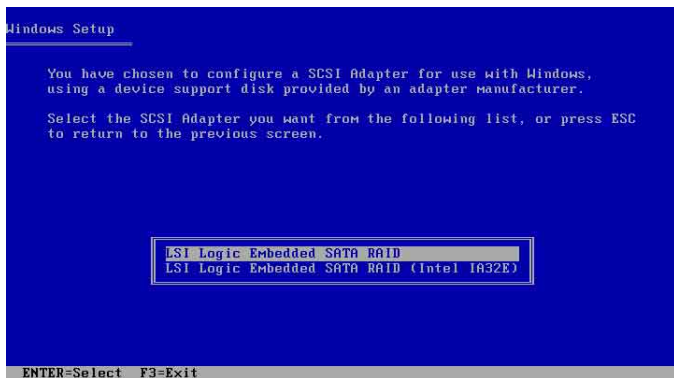 Windows Setup
You have chosen to configure a SCSI Adapter for use with Windows,
using a device support disk provided by an adapter manufacturer.
Select the SCSI Adapter you want from the following list, or press ESC
to return to the previous screen.
LSI Logic Embedded SATA RAID
LSI Logic Embedded SATA RAID (Intel IA32E)
ENTER=Select F3=Exit